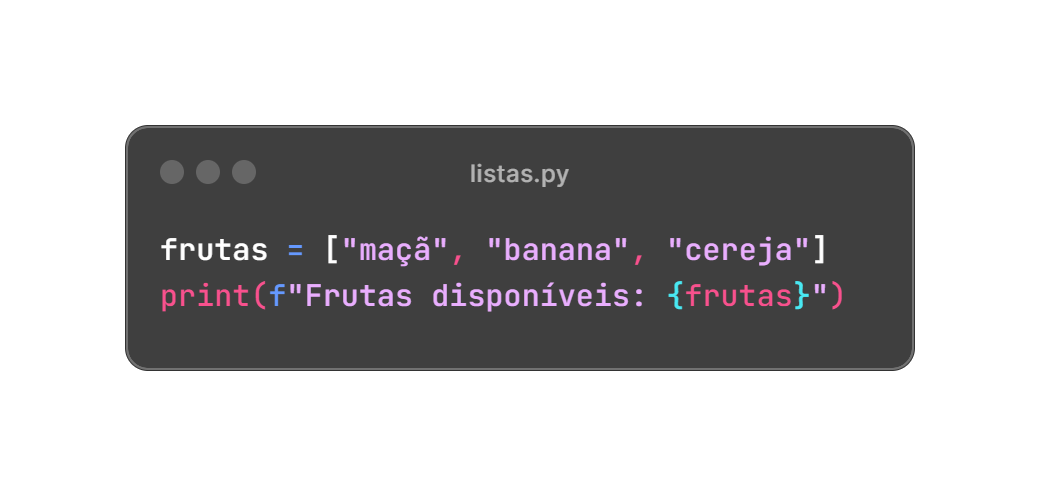 listas.py
frutas = ["maçã", "banana", "cereja"]
print(f"Frutas disponíveis: {frutas}")